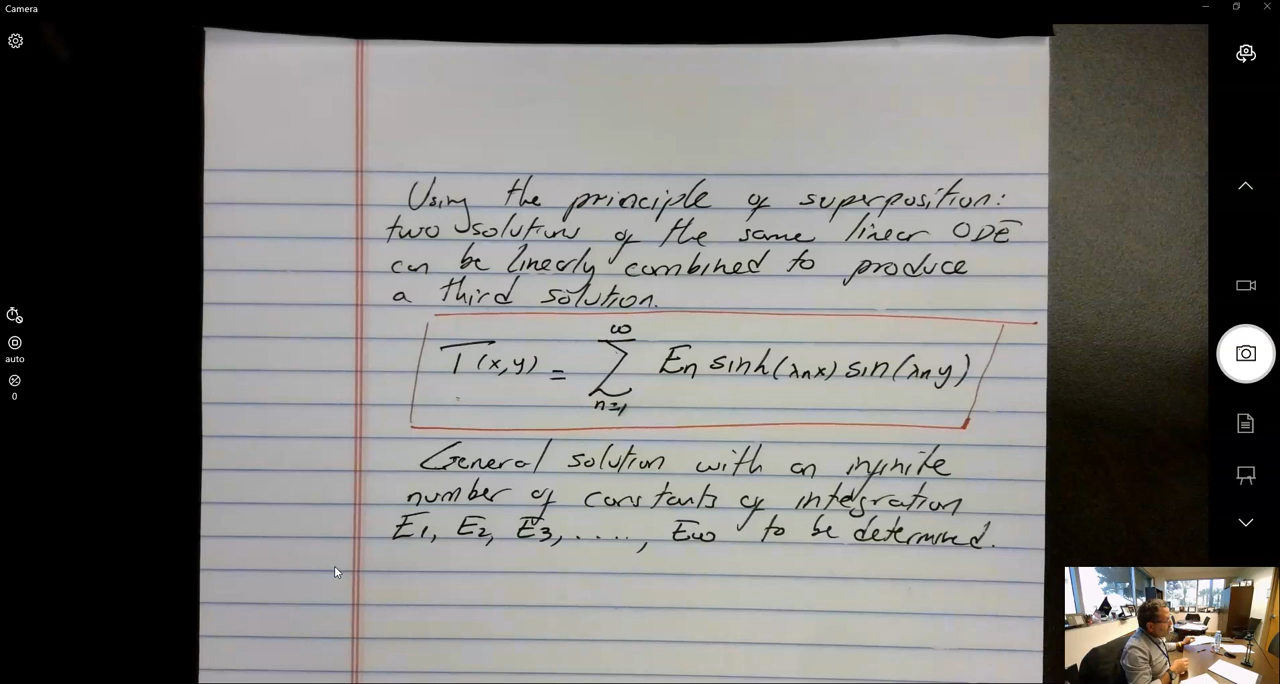 Camera
Using the principle of superposition:
two solutions of the same linear ODE
can be linearly combined to produce
a third solution.
T(x,y) = ∑_{n=1}^{∞} En sinh(λnx) sin(λny)
General solution with an infinite
number of constants of integration
E1, E2, E3, ....., E∞ to be determined.
auto
0